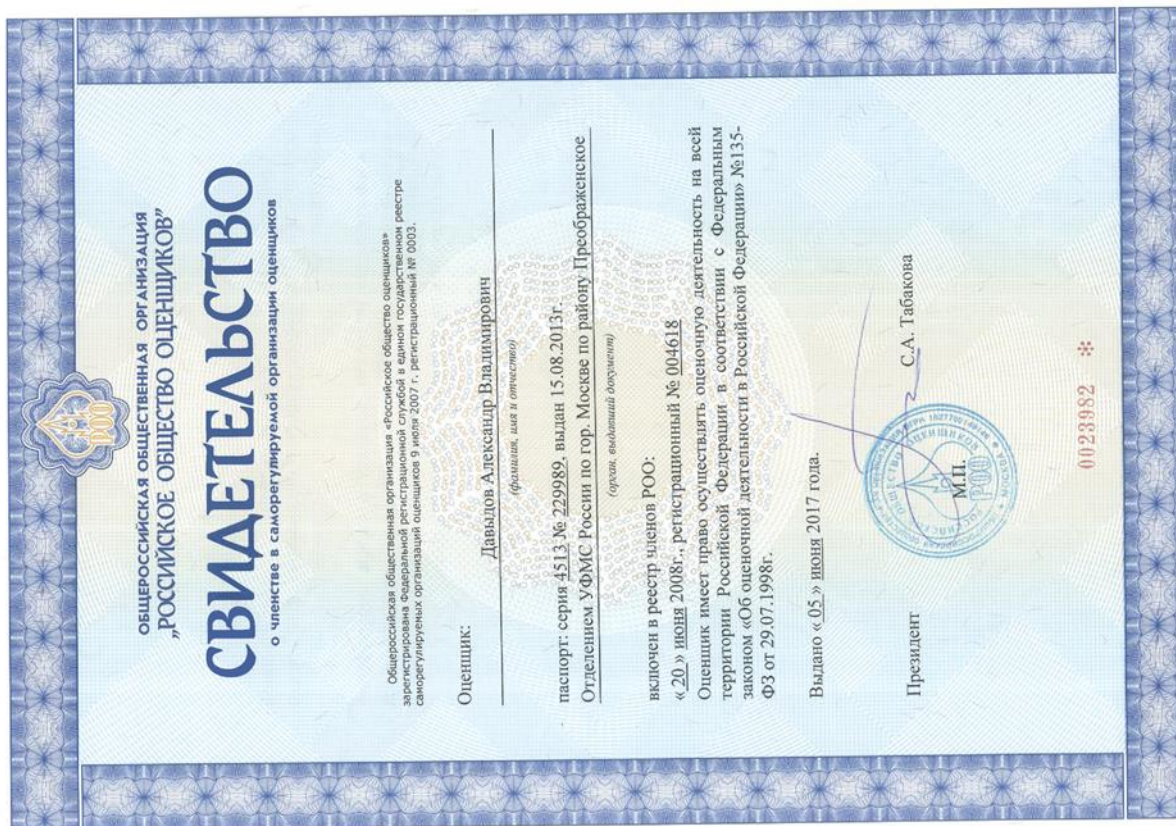 ОБЩЕРОССИЙСКАЯ ОБЩЕСТВЕННАЯ ОРГАНИЗАЦИЯ
„РОССИЙСКОЕ ОБЩЕСТВО ОЦЕНЩИКОВ”
СВИДЕТЕЛЬСТВО
о членстве в саморегулируемой организации оценщиков
Общероссийская общественная организация «Российское общество оценщиков»
зарегистрирована Федеральной регистрационной службой в едином государственном реестре
саморегулируемых организаций оценщиков 9 июля 2007 г. регистрационный № 0003.
Оценщик:
Давыдов Александр Владимирович
(фамилия, имя и отчество)
паспорт: серия 4513 № 229989, выдан 15.08.2013г.
Отделением УФМС России по гор. Москве по району Преображенское
(орган, выдавший документ)
включен в реестр членов РОО:
« 20 » июня 2008г., регистрационный № 004618
Оценщик имеет право осуществлять оценочную деятельность на всей
территории Российской Федерации в соответствии с Федеральным
законом «Об оценочной деятельности в Российской Федерации» №135-
ФЗ от 29.07.1998г.
Выдано « 05 » июня 2017 года.
Президент С.А. Табакова
М.П.
РОО
0023982 *